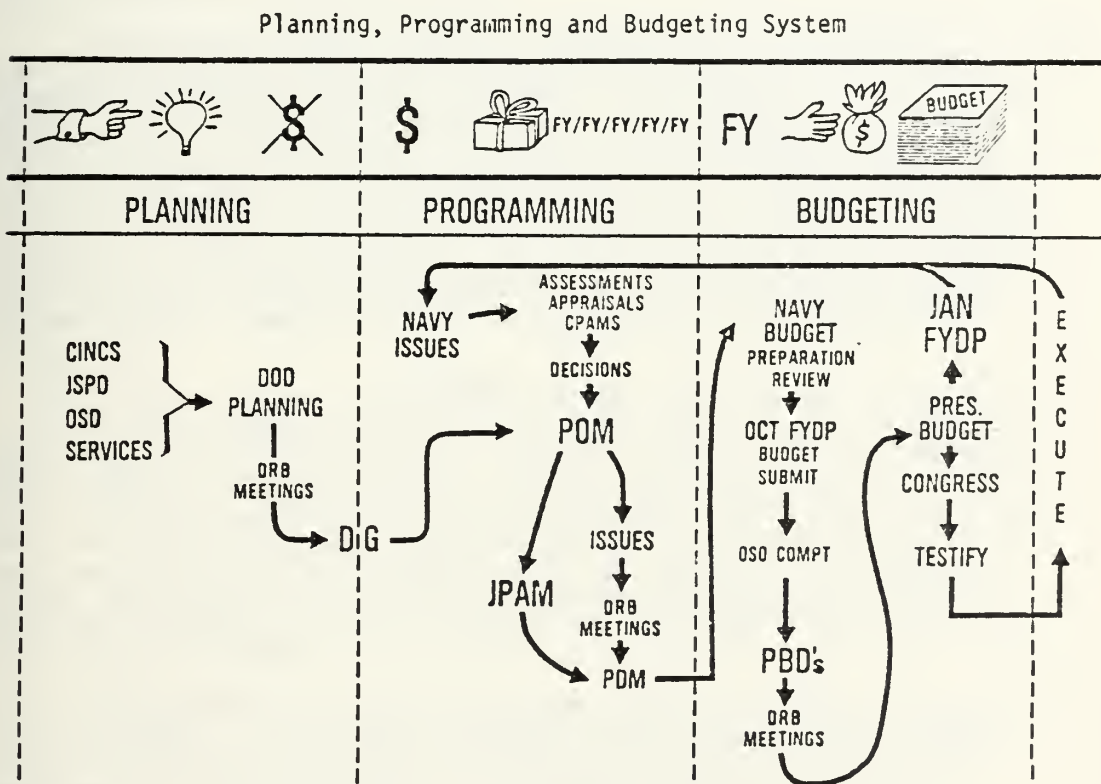 Planning, Programming and Budgeting System
$
$
FY/FY/FY/FY/FY
FY
$
BUDGET
PLANNING
PROGRAMMING
BUDGETING
CINCS
JSPD
OSD
SERVICES
DOD
PLANNING
DRB
MEETINGS
DG
NAVY
ISSUES
ASSESSMENTS
APPRAISALS
CPAMS
DECISIONS
POM
JPAM
ISSUES
DRB
MEETINGS
PDM
NAVY
BUDGET
PREPARATION
REVIEW
OCT FYDP
BUDGET
SUBMIT
OSD COMPT
PBD's
DRB
MEETINGS
JAN
FYDP
PRES.
BUDGET
CONGRESS
TESTIFY
EXECUTE